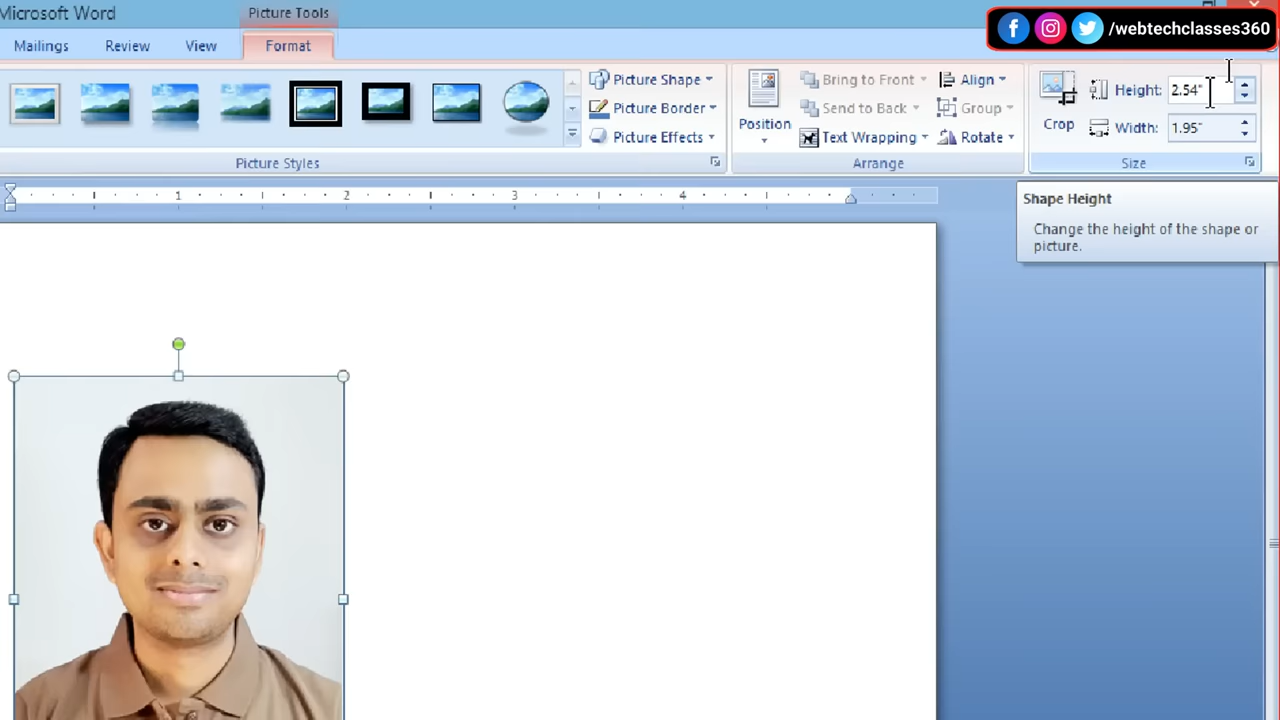 Microsoft Word
Picture Tools
/webtechclasses360
Mailings Review View Format
Picture Shape
Picture Border
Picture Effects
Picture Styles
Position
Bring to Front
Send to Back
Text Wrapping
Align
Group
Rotate
Arrange
Crop
Height: 2.54"
Width: 1.95"
Size
1 2 3 4
Shape Height
Change the height of the shape or
picture.